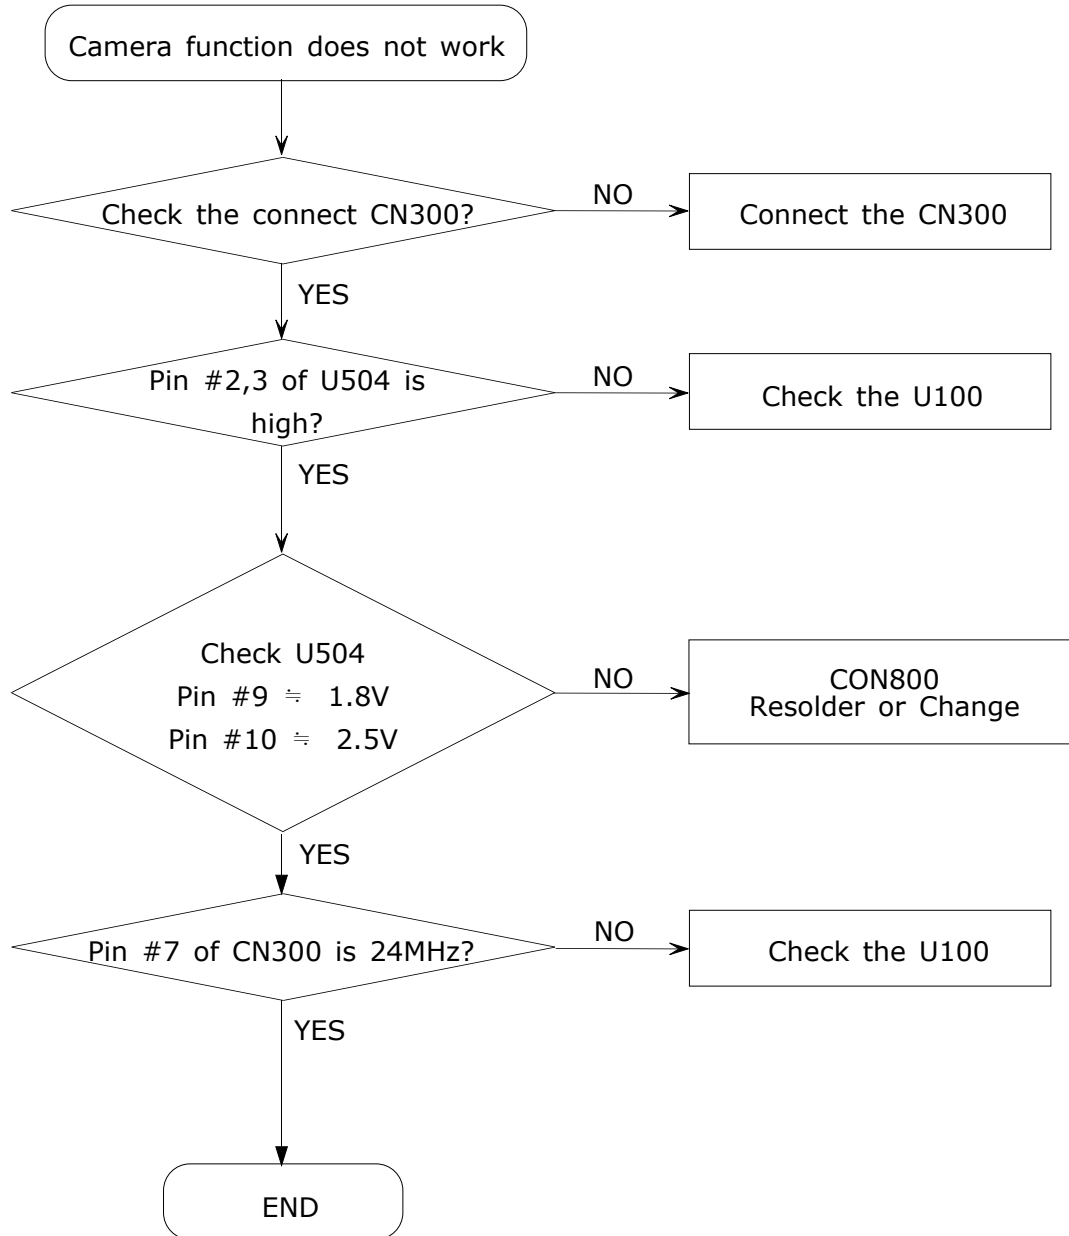 Camera function does not work
Check the connect CN300?
NO
Connect the CN300
YES
Pin #2,3 of U504 is
high?
NO
Check the U100
YES
Check U504
Pin #9 ≒ 1.8V
Pin #10 ≒ 2.5V
NO
CON800
Resolder or Change
YES
Pin #7 of CN300 is 24MHz?
NO
Check the U100
YES
END